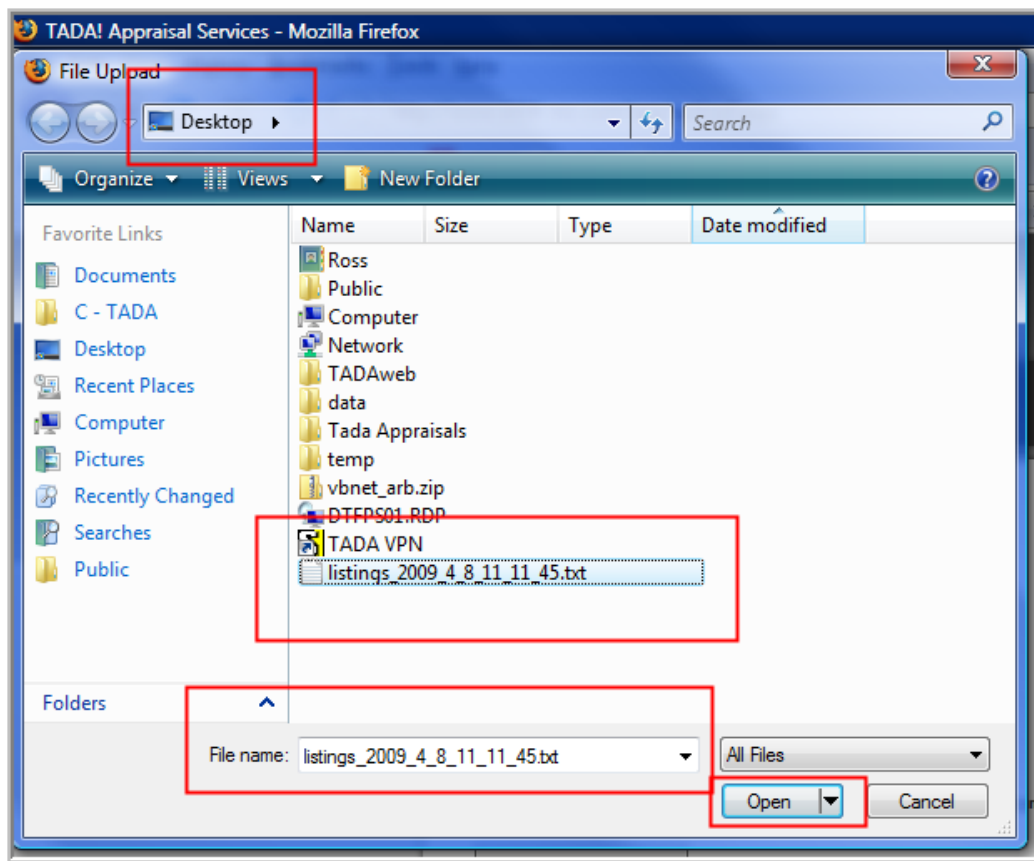 TADA! Appraisal Services - Mozilla Firefox
File Upload
Desktop
Search
Organize Views New Folder
Favorite Links
Documents
C - TADA
Desktop
Recent Places
Computer
Pictures
Recently Changed
Searches
Public
Folders
Name Size Type Date modified
Ross
Public
Computer
Network
TADAweb
data
Tada Appraisals
temp
vbnet_arb.zip
DTFPS01.RDP
TADA VPN
listings_2009_4_8_11_11_45.txt
File name: listings_2009_4_8_11_11_45.txt All Files
Open Cancel